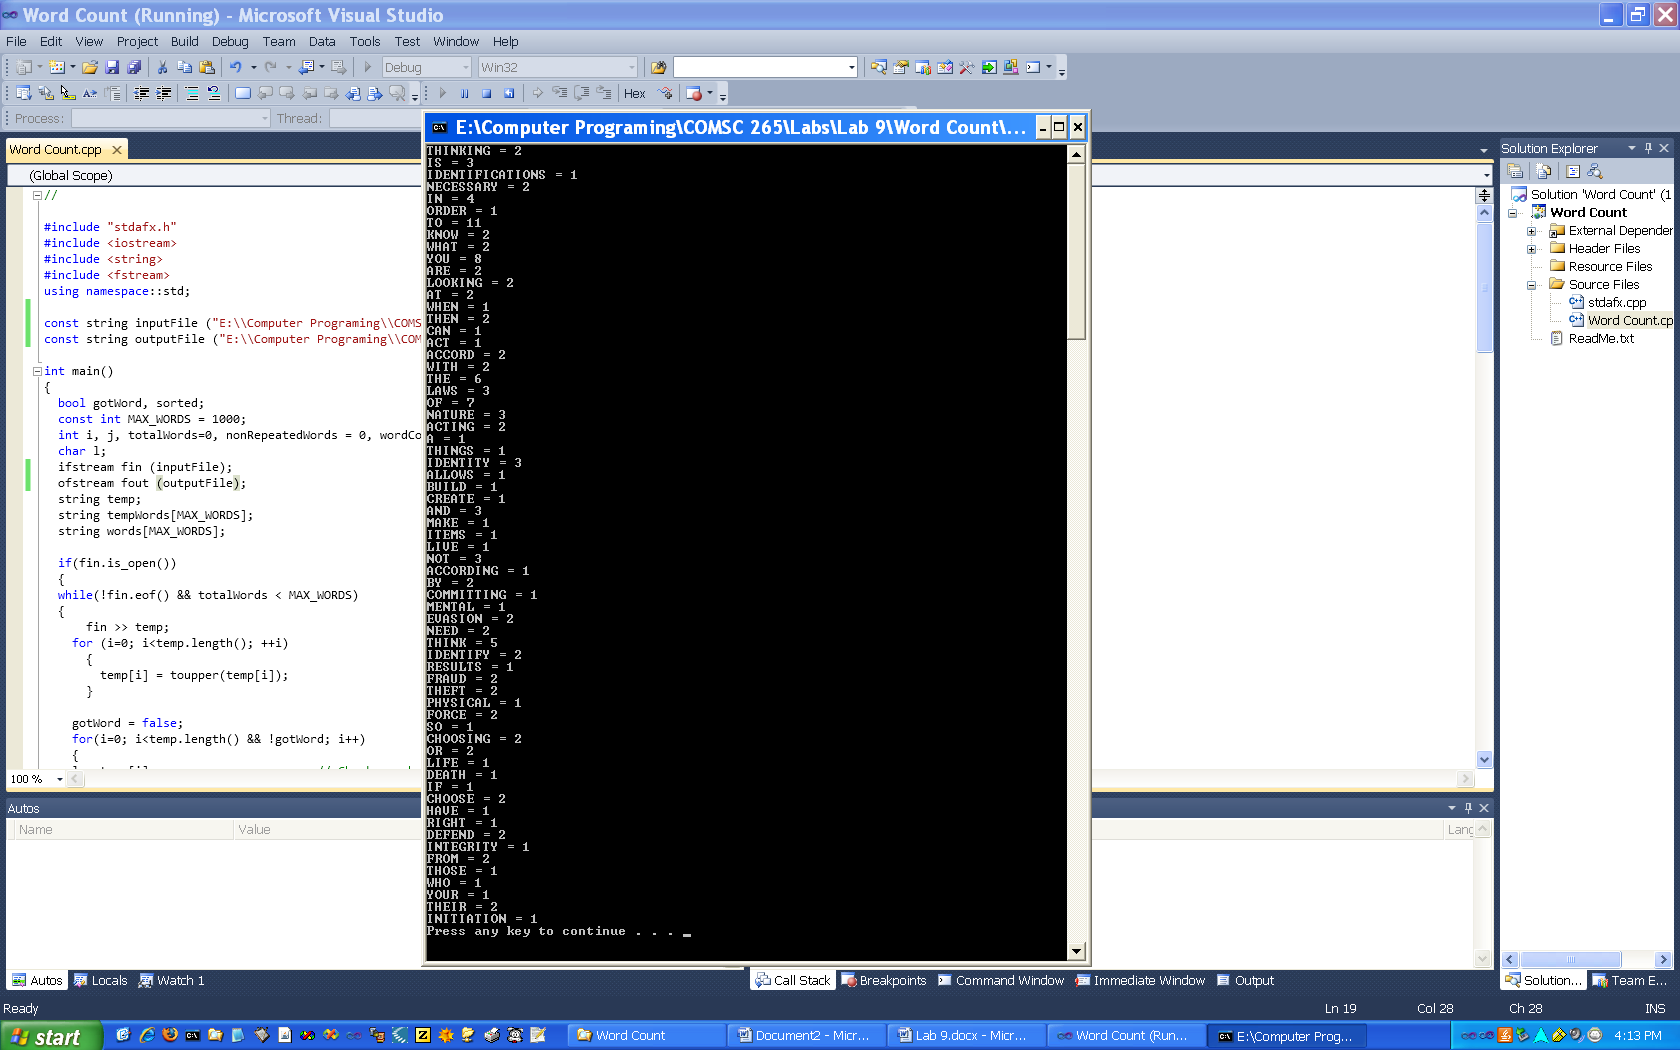 Word Count (Running) - Microsoft Visual Studio
File Edit View Project Build Debug Team Data Tools Test Window Help
Debug Win32
Hex
Process: Thread:
Word Count.cpp
(Global Scope)
//
#include "stdafx.h"
#include <iostream>
#include <string>
#include <fstream>
using namespace::std;
const string inputFile ("E:\\Computer Programing\\COMS
const string outputFile ("E:\\Computer Programing\\COM
int main()
{
bool gotWord, sorted;
const int MAX_WORDS = 1000;
int i, j, totalWords=0, nonRepeatedWords = 0, wordCo
char l;
ifstream fin (inputFile);
ofstream fout (outputFile);
string temp;
string tempWords[MAX_WORDS];
string words[MAX_WORDS];
if(fin.is_open())
{
while(!fin.eof() && totalWords < MAX_WORDS)
{
fin >> temp;
for (i=0; i<temp.length(); ++i)
{
temp[i] = toupper(temp[i]);
}
gotWord = false;
for(i=0; i<temp.length() && !gotWord; i++)
{
100 %
E:\Computer Programing\COMSC 265\Labs\Lab 9\Word Count\...
THINKING = 2
IS = 3
IDENTIFICATIONS = 1
NECESSARY = 2
IN = 4
ORDER = 1
TO = 11
KNOW = 2
WHAT = 2
YOU = 8
ARE = 2
LOOKING = 2
AT = 2
WHEN = 1
THEN = 2
CAN = 1
ACT = 1
ACCORD = 2
WITH = 2
THE = 6
LAWS = 3
OF = 7
NATURE = 3
ACTING = 2
A = 1
THINGS = 1
IDENTITY = 3
ALLOWS = 1
BUILD = 1
CREATE = 1
AND = 3
MAKE = 1
ITEMS = 1
LIVE = 1
NOT = 3
ACCORDING = 1
BY = 2
COMMITTING = 1
MENTAL = 1
EVASION = 2
NEED = 2
THINK = 5
IDENTIFY = 2
RESULTS = 1
FRAUD = 2
THEFT = 2
PHYSICAL = 1
FORCE = 2
SO = 1
CHOOSING = 2
OR = 2
LIFE = 1
DEATH = 1
IF = 1
CHOOSE = 2
HAVE = 1
RIGHT = 1
DEFEND = 2
INTEGRITY = 1
FROM = 2
THOSE = 1
WHO = 1
YOUR = 1
THEIR = 2
INITIATION = 1
Press any key to continue . . . _
Solution Explorer
Solution 'Word Count' (1
Word Count
External Depender
Header Files
Resource Files
Source Files
stdafx.cpp
Word Count.cp
ReadMe.txt
Autos
Name Value Lang
Autos Locals Watch 1 Call Stack Breakpoints Command Window Immediate Window Output Solution... Team E...
Ready Ln 19 Col 28 Ch 28 INS
start Word Count Document2 - Micr... Lab 9.docx - Micr... Word Count (Run... E:\Computer Prog... 4:13 PM